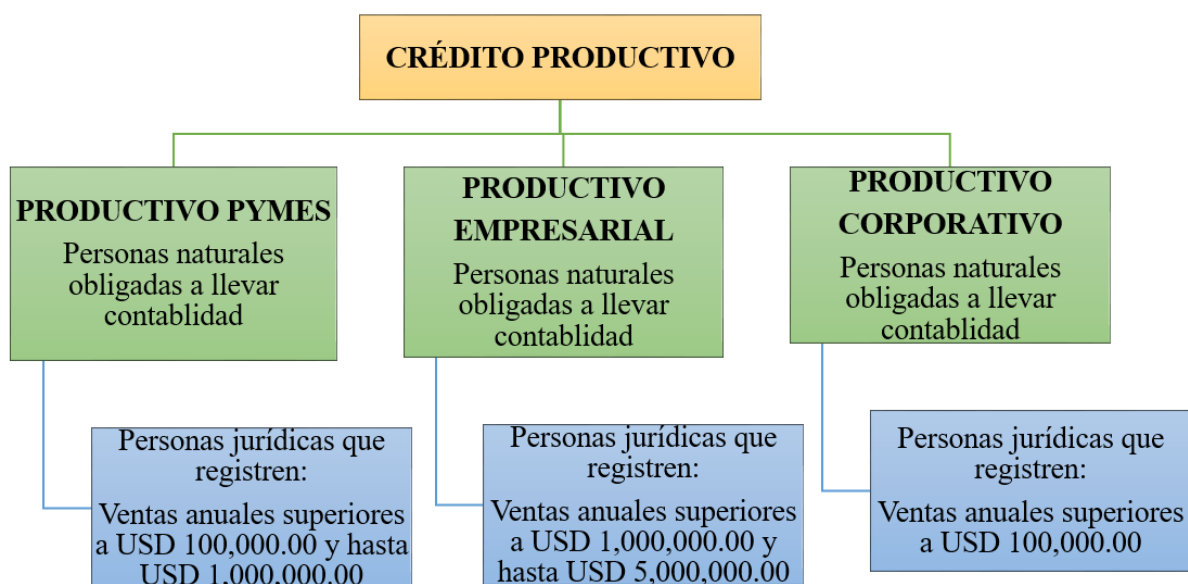 CRÉDITO PRODUCTIVO
PRODUCTIVO PYMES
Personas naturales
obligadas a llevar
contablidad
Personas jurídicas que
registren:
Ventas anuales superiores
a USD 100,000.00 y hasta
USD 1,000,000.00
PRODUCTIVO
EMPRESARIAL
Personas naturales
obligadas a llevar
contablidad
Personas jurídicas que
registren:
Ventas anuales superiores
a USD 1,000,000.00 y
hasta USD 5,000,000.00
PRODUCTIVO
CORPORATIVO
Personas naturales
obligadas a llevar
contablidad
Personas jurídicas que
registren:
Ventas anuales superiores
a USD 100,000.00